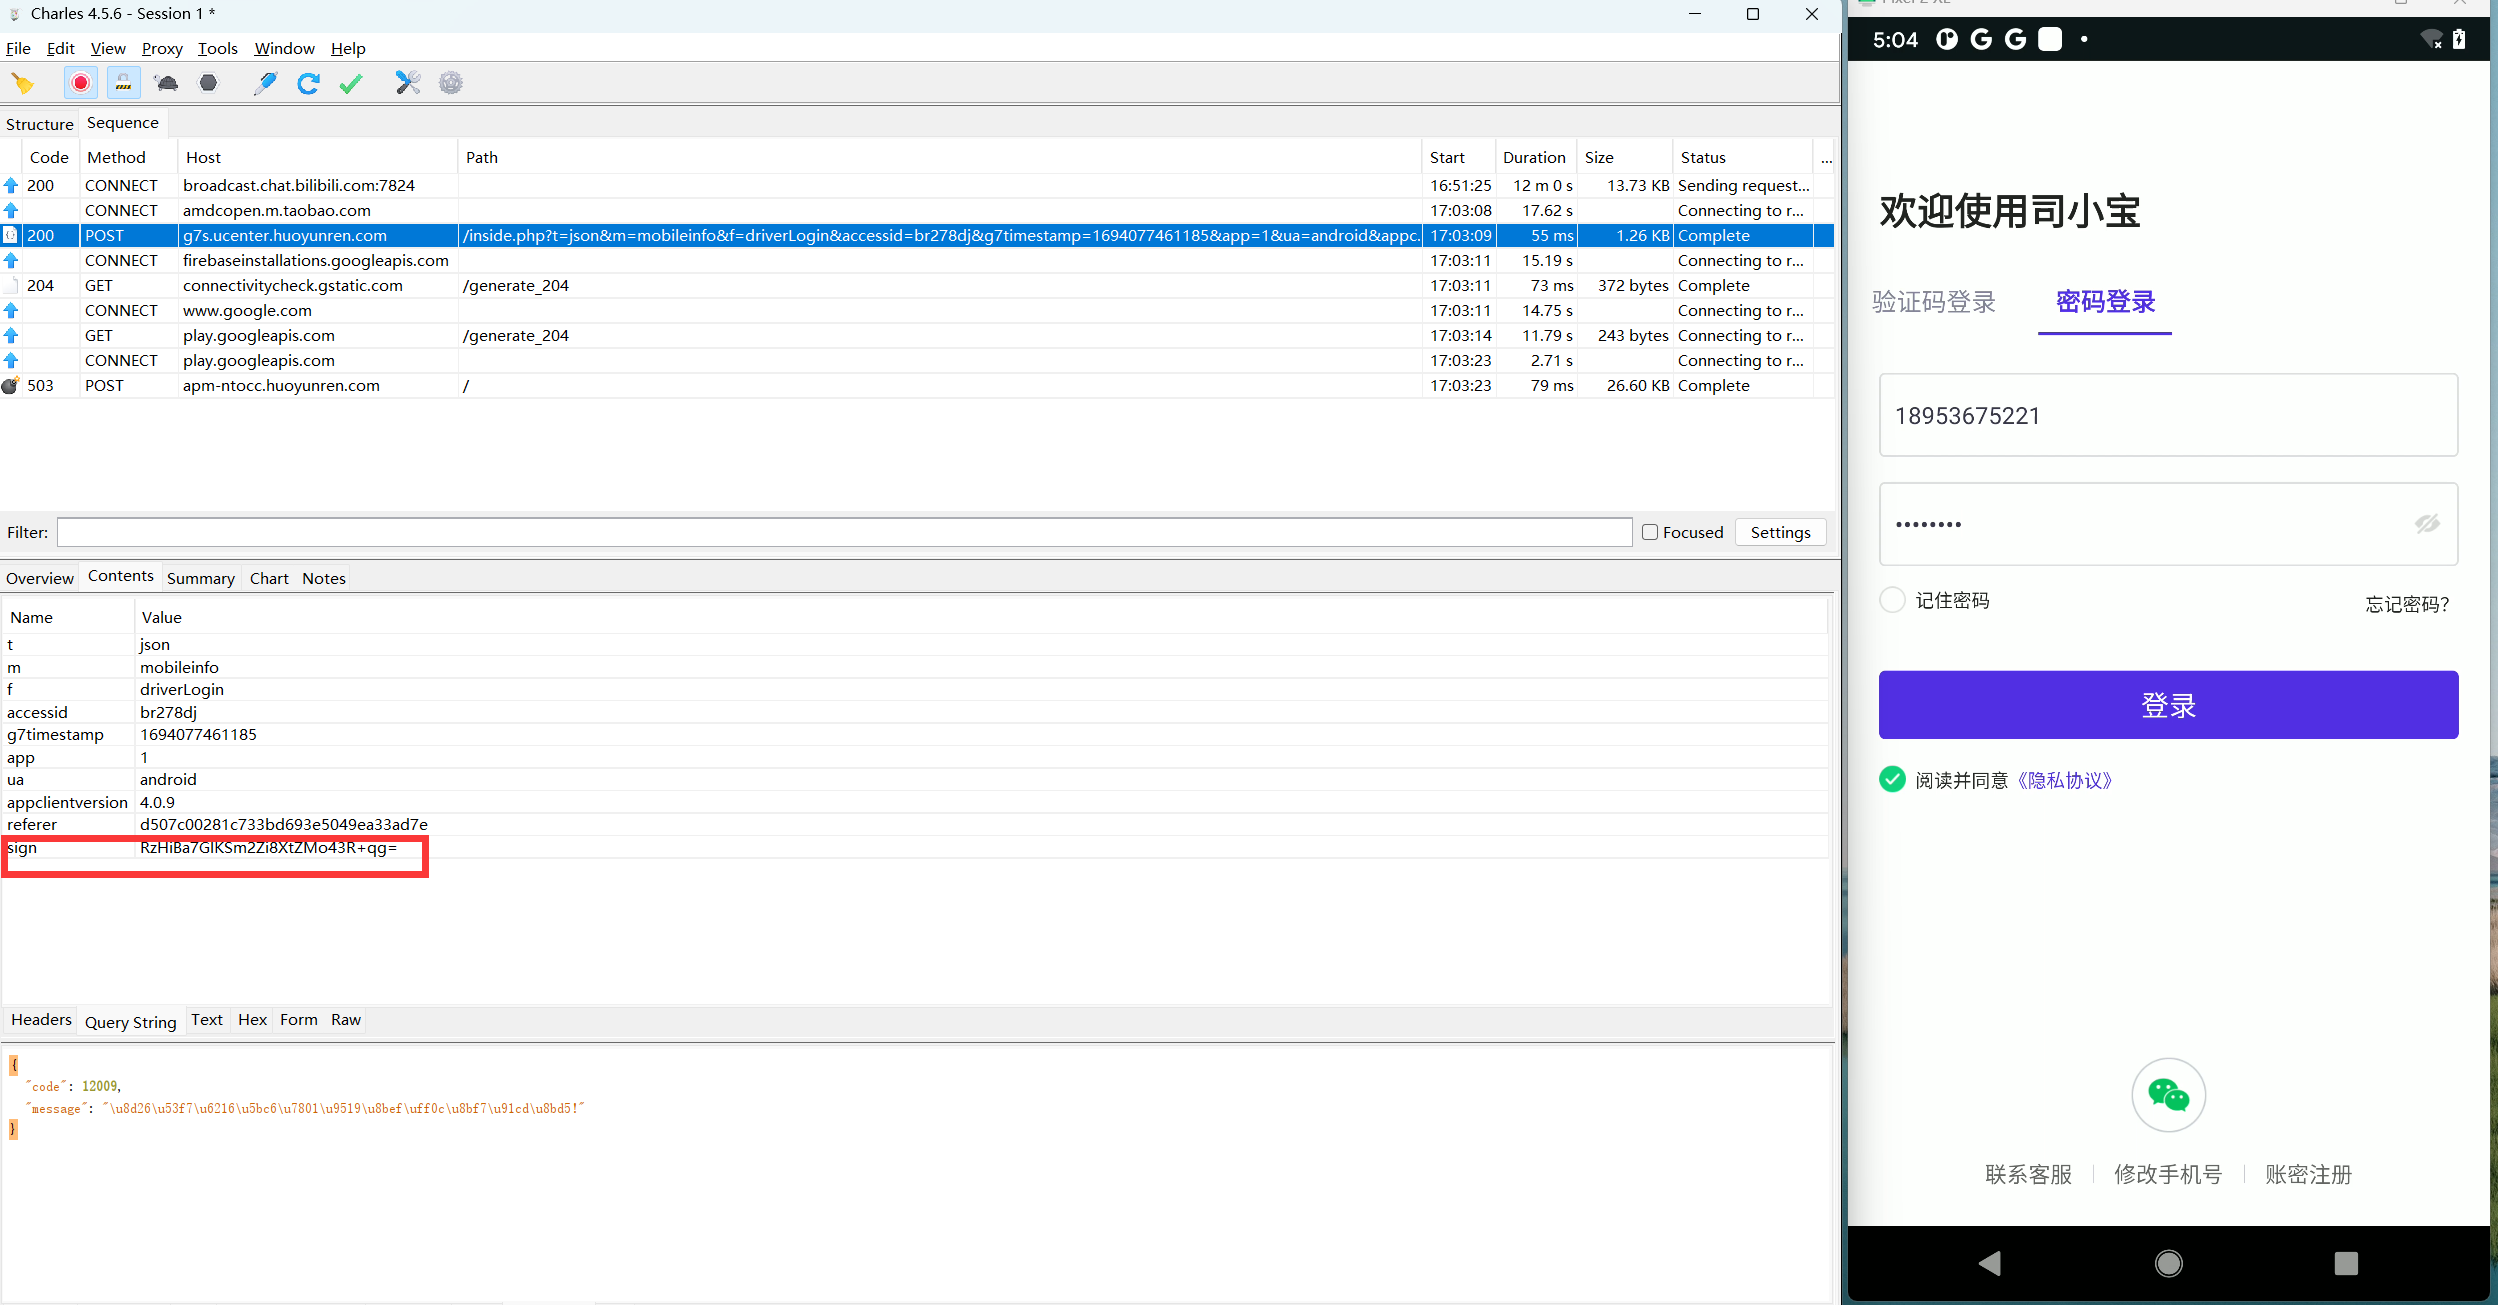 Charles 4.5.6 - Session 1 *
File Edit View Proxy Tools Window Help
Structure Sequence
Code Method Host Path Start Duration Size Status ...
200 CONNECT broadcast.chat.bilibili.com:7824 16:51:25 12 m 0 s 13.73 KB Sending request...
CONNECT amdcopen.m.taobao.com 17:03:08 17.62 s Connecting to r...
200 POST g7s.ucenter.huoyunren.com /inside.php?t=json&m=mobileinfo&f=driverLogin&accessid=br278dj&g7timestamp=1694077461185&app=1&ua=android&appc... 17:03:09 55 ms 1.26 KB Complete
CONNECT firebaseinstallations.googleapis.com 17:03:11 15.19 s Connecting to r...
204 GET connectivitycheck.gstatic.com /generate_204 17:03:11 73 ms 372 bytes Complete
CONNECT www.google.com 17:03:11 14.75 s Connecting to r...
GET play.googleapis.com /generate_204 17:03:14 11.79 s 243 bytes Connecting to r...
CONNECT play.googleapis.com 17:03:23 2.71 s Connecting to r...
503 POST apm-ntocc.huoyunren.com / 17:03:23 79 ms 26.60 KB Complete
Filter: Focused Settings
Overview Contents Summary Chart Notes
Name Value
t json
m mobileinfo
f driverLogin
accessid br278dj
g7timestamp 1694077461185
app 1
ua android
appclientversion 4.0.9
referer d507c00281c733bd693e5049ea33ad7e
sign RzHiBa7GIKSm2Zi8XtZMo43R+qg=
Headers Query String Text Hex Form Raw
{
"code": 12009,
"message": "\u8d26\u53f7\u6216\u5bc6\u7801\u9519\u8bef\uff0c\u8bf7\u91cd\u8bd5!"
}
5:04
欢迎使用司小宝
验证码登录 密码登录
18953675221
••••••••
记住密码 忘记密码?
登录
阅读并同意《隐私协议》
联系客服 修改手机号 账密注册